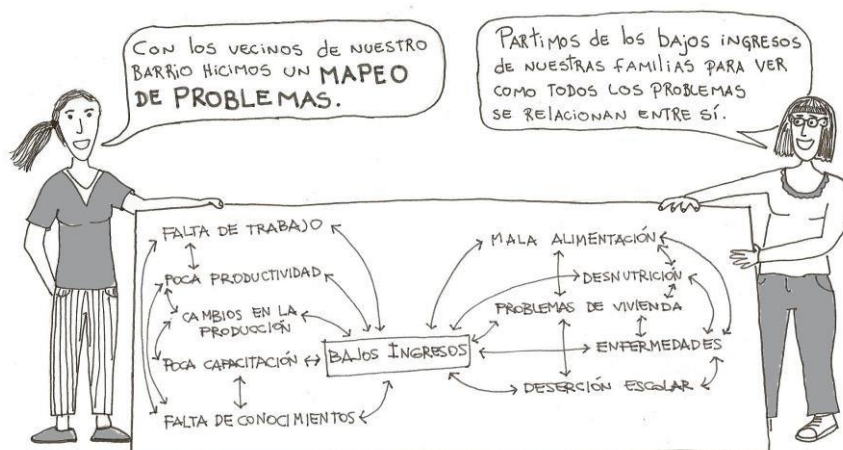 CON LOS VECINOS DE NUESTRO
BARRIO HICIMOS UN MAPEO
DE PROBLEMAS.
PARTIMOS DE LOS BAJOS INGRESOS
DE NUESTRAS FAMILIAS PARA VER
COMO TODOS LOS PROBLEMAS
SE RELACIONAN ENTRE SÍ.
FALTA DE TRABAJO
POCA PRODUCTIVIDAD
CAMBIOS EN LA
PRODUCCIÓN
POCA CAPACITACIÓN
FALTA DE CONOCIMIENTOS
BAJOS INGRESOS
MALA ALIMENTACIÓN
DESNUTRICIÓN
PROBLEMAS DE VIVIENDA
ENFERMEDADES
DESERCIÓN ESCOLAR